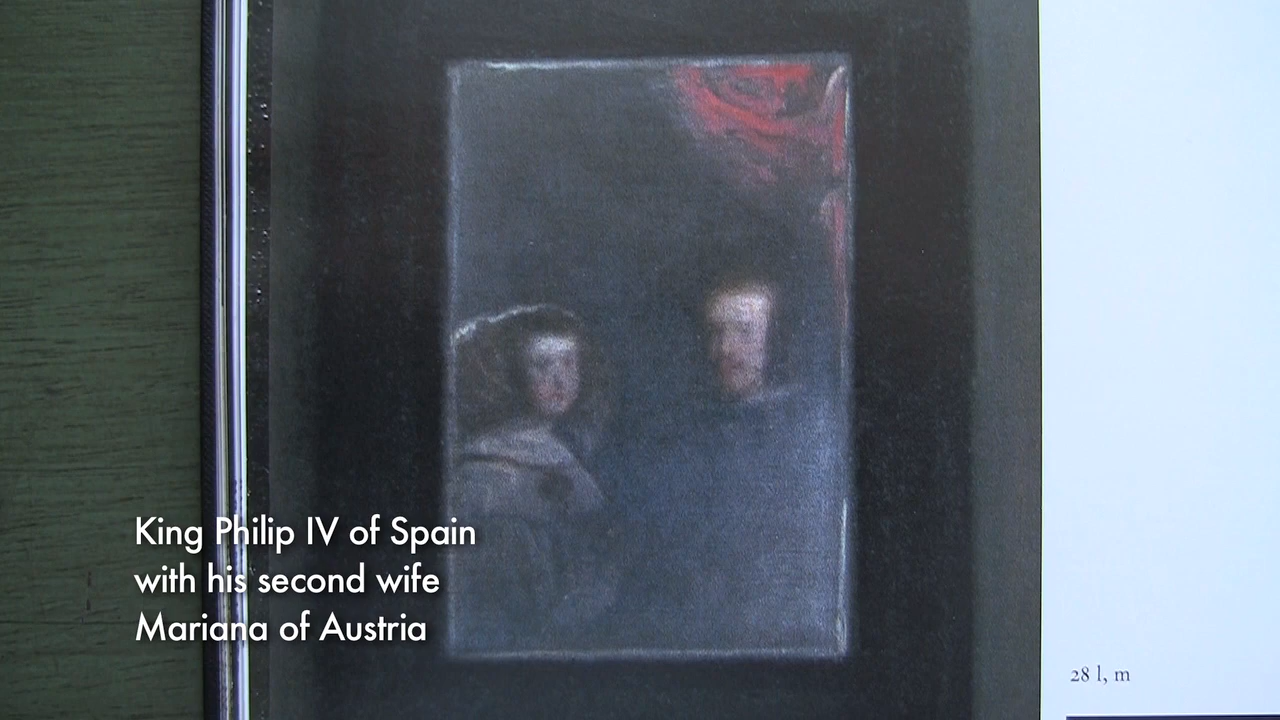 King Philip IV of Spain
with his second wife
Mariana of Austria
28 l, m